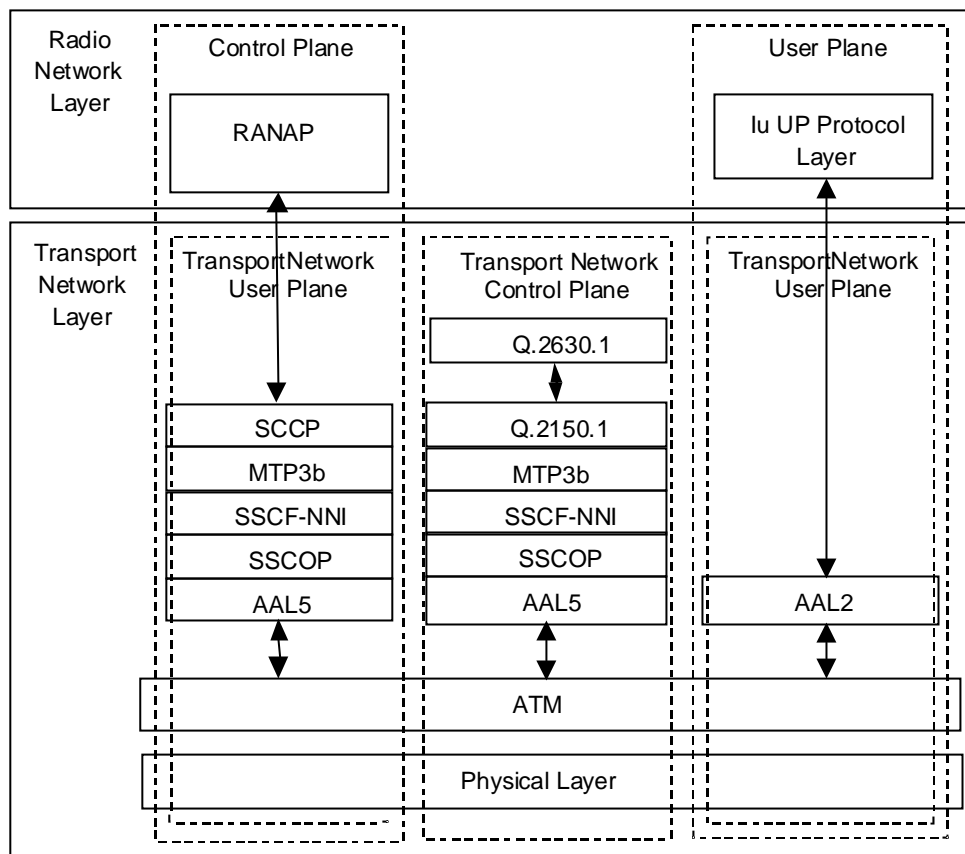 Radio
Network
Layer
Control Plane
User Plane
RANAP
Iu UP Protocol
Layer
Transport
Network
Layer
TransportNetwork
User Plane
Transport Network
Control Plane
TransportNetwork
User Plane
Q.2630.1
SCCP
Q.2150.1
MTP3b
MTP3b
SSCF-NNI
SSCF-NNI
SSCOP
SSCOP
AAL5
AAL5
AAL2
ATM
Physical Layer